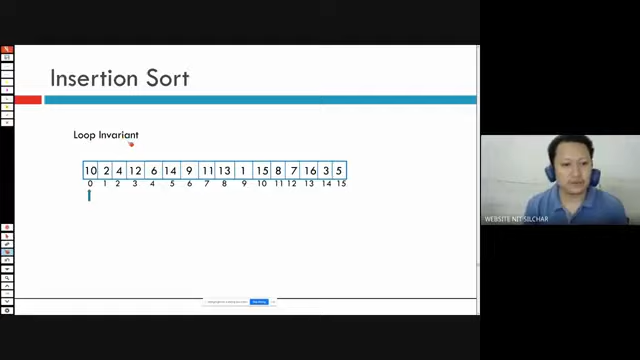 Insertion Sort
Loop Invariant
10 2 4 12 6 14 9 11 13 1 15 8 7 16 3 5
0 1 2 3 4 5 6 7 8 9 10 11 12 13 14 15
WEBSITE NIT SILCHAR